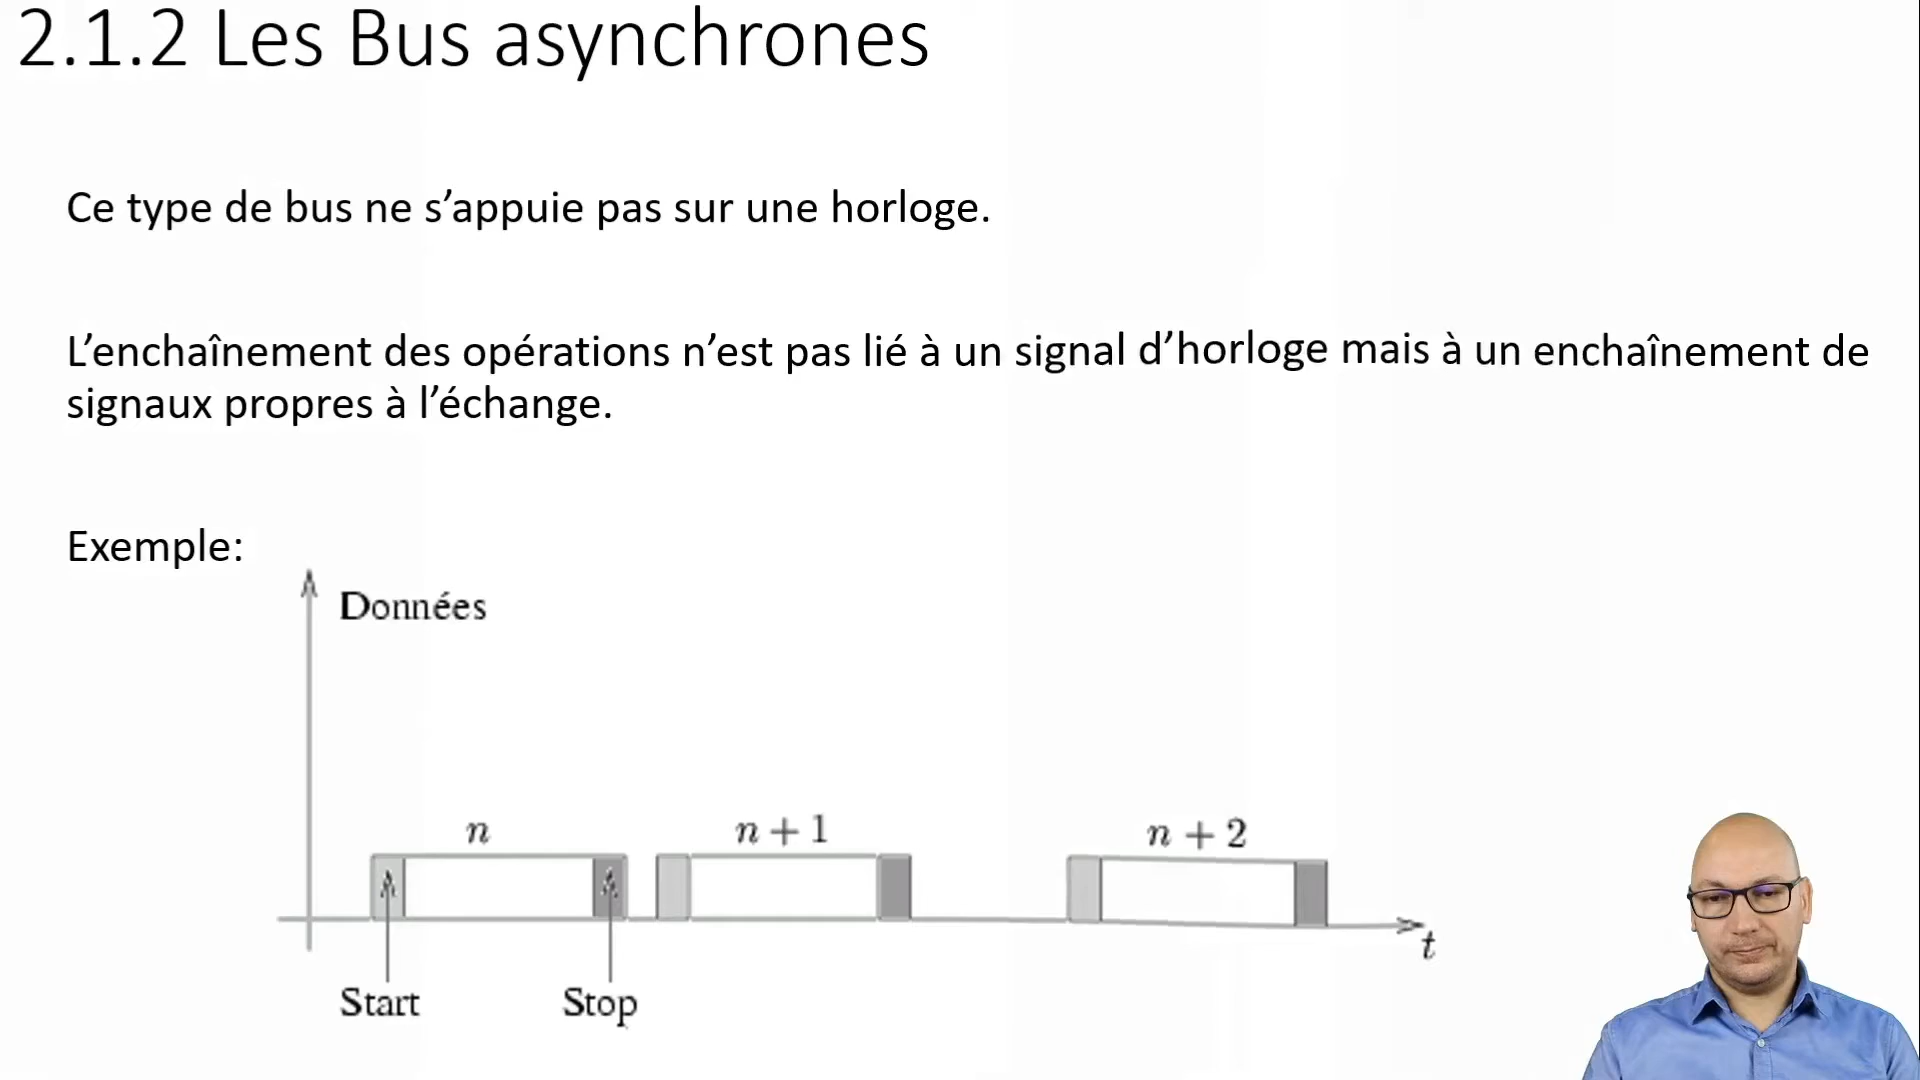 2.1.2 Les Bus asynchrones
Ce type de bus ne s’appuie pas sur une horloge.
L’enchaînement des opérations n’est pas lié à un signal d’horloge mais à un enchaînement de
signaux propres à l’échange.
Exemple:
Données
n
n + 1
n + 2
t
Start
Stop